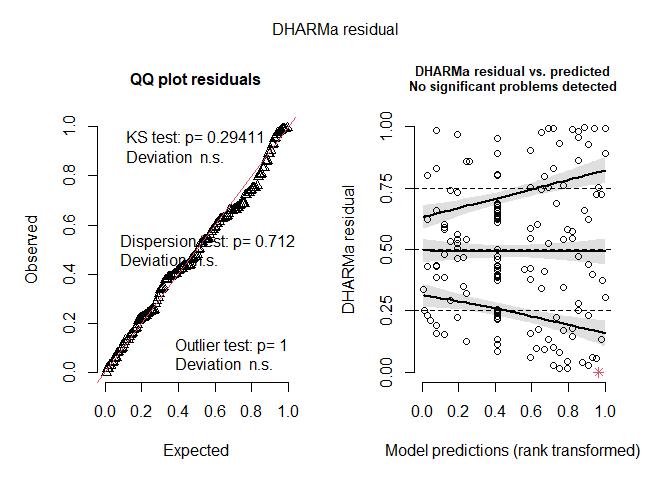 DHARMa residual
QQ plot residuals
KS test: p= 0.29411
Deviation n.s.
Dispersion test: p= 0.712
Deviation n.s.
Outlier test: p= 1
Deviation n.s.
Observed
0.0 0.2 0.4 0.6 0.8 1.0
0.0 0.2 0.4 0.6 0.8 1.0
Expected
DHARMa residual vs. predicted
No significant problems detected
DHARMa residual
0.00 0.25 0.50 0.75 1.00
0.0 0.2 0.4 0.6 0.8 1.0
Model predictions (rank transformed)